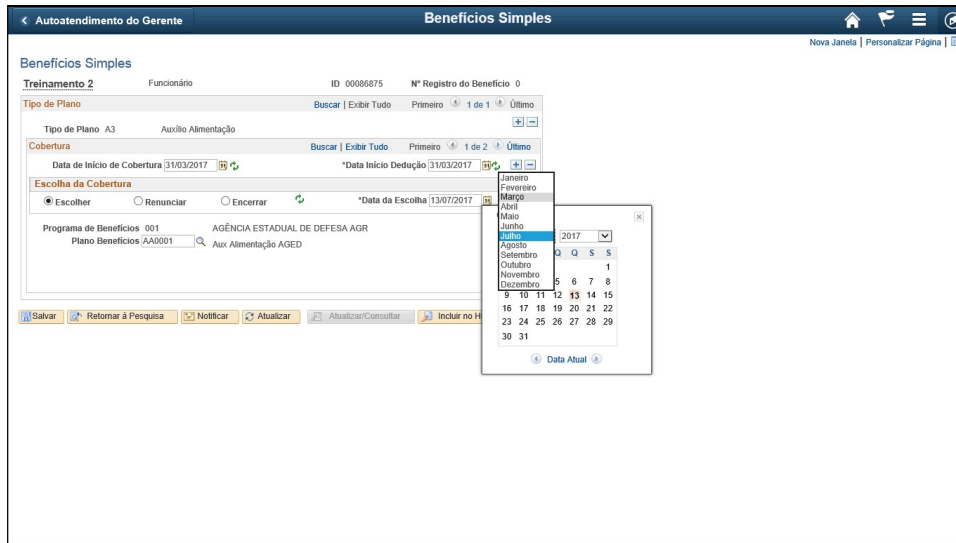 Autoatendimento do Gerente
Benefícios Simples
Nova Janela | Personalizar Página |
Benefícios Simples
Treinamento 2 Funcionário ID 00086875 Nº Registro do Benefício 0
Tipo de Plano Buscar | Exibir Tudo Primeiro 1 de 1 Último
Tipo de Plano A3 Auxílio Alimentação
Cobertura Buscar | Exibir Tudo Primeiro 1 de 2 Último
Data de Início de Cobertura 31/03/2017 *Data Início Dedução 31/03/2017
Escolha da Cobertura
Escolher Renunciar Encerrar *Data da Escolha 13/07/2017
Programa de Benefícios 001 AGÊNCIA ESTADUAL DE DEFESA AGR
Plano Benefícios AA0001 Aux Alimentação AGED
Janeiro
Fevereiro
Março
Abril
Maio
Junho
Julho 2017
Agosto
Setembro Q Q S S
Outubro 1
Novembro 5 6 7 8
Dezembro
9 10 11 12 13 14 15
16 17 18 19 20 21 22
23 24 25 26 27 28 29
30 31
Data Atual
Salvar Retornar à Pesquisa Notificar Atualizar Atualizar/Consultar Incluir no H